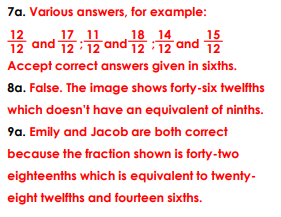 7a. Various answers, for example:
12/12 and 17/12 ; 11/12 and 18/12 ; 14/12 and 15/12
Accept correct answers given in sixths.
8a. False. The image shows forty-six twelfths
which doesn't have an equivalent of ninths.
9a. Emily and Jacob are both correct
because the fraction shown is forty-two
eighteenths which is equivalent to twenty-
eight twelfths and fourteen sixths.